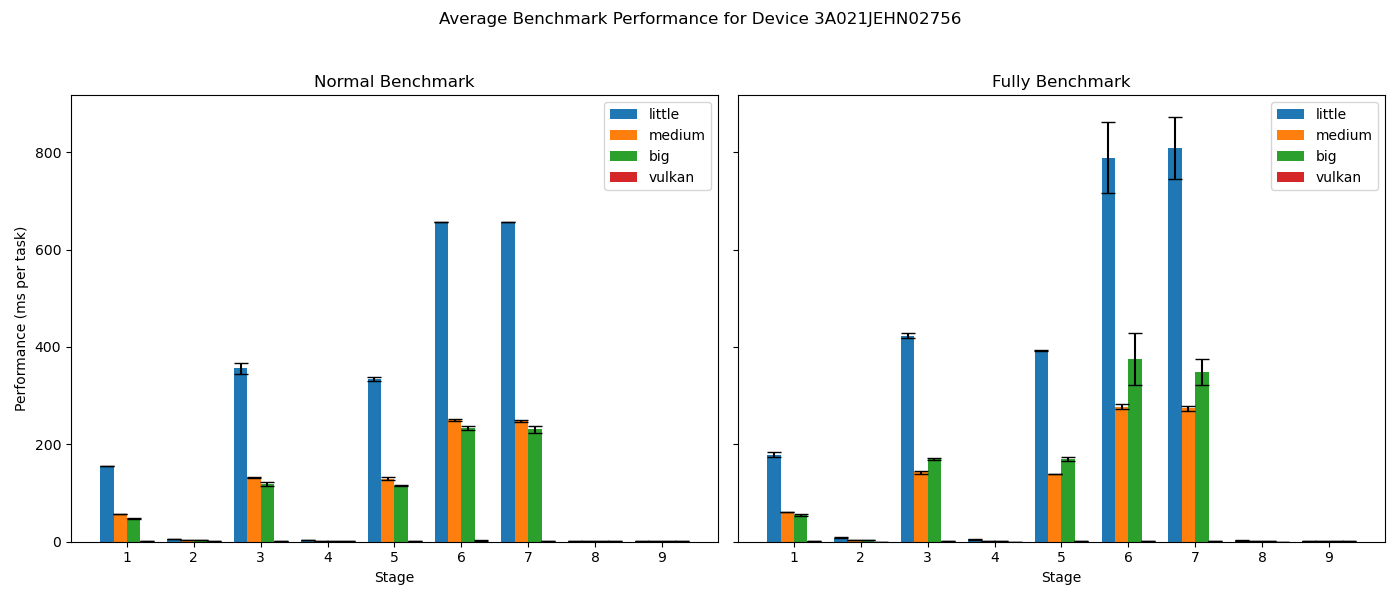 Average Benchmark Performance for Device 3A021JEHN02756
Normal Benchmark
Performance (ms per task)
800
600
400
200
0
little
medium
big
vulkan
1 2 3 4 5 6 7 8 9
Stage
Fully Benchmark
little
medium
big
vulkan
1 2 3 4 5 6 7 8 9
Stage